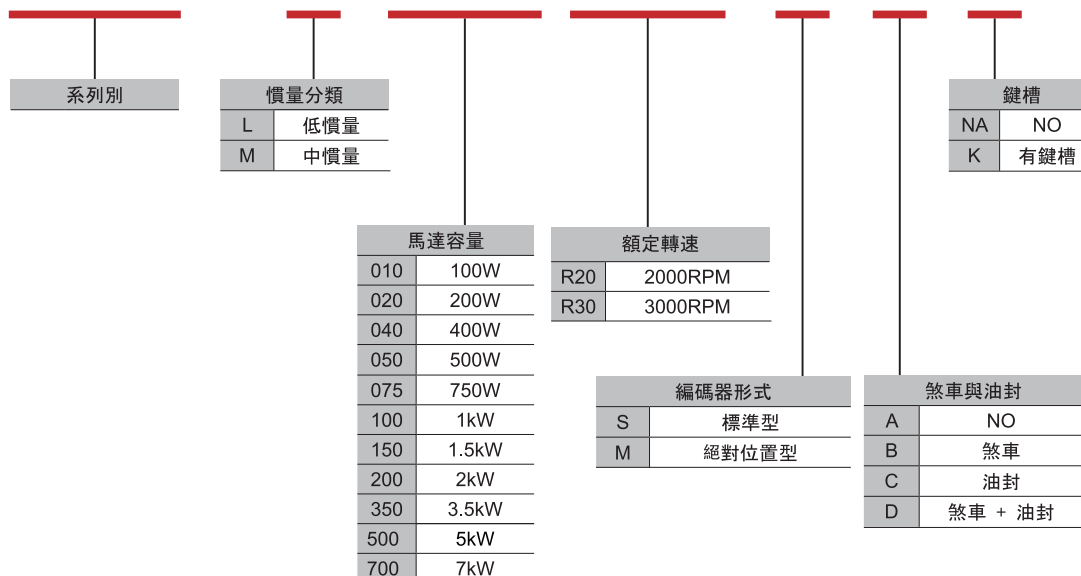 系列別
慣量分類
L 低慣量
M 中慣量
鍵槽
NA NO
K 有鍵槽
馬達容量
010 100W
020 200W
040 400W
050 500W
075 750W
100 1kW
150 1.5kW
200 2kW
350 3.5kW
500 5kW
700 7kW
額定轉速
R20 2000RPM
R30 3000RPM
編碼器形式
S 標準型
M 絕對位置型
煞車與油封
A NO
B 煞車
C 油封
D 煞車 + 油封